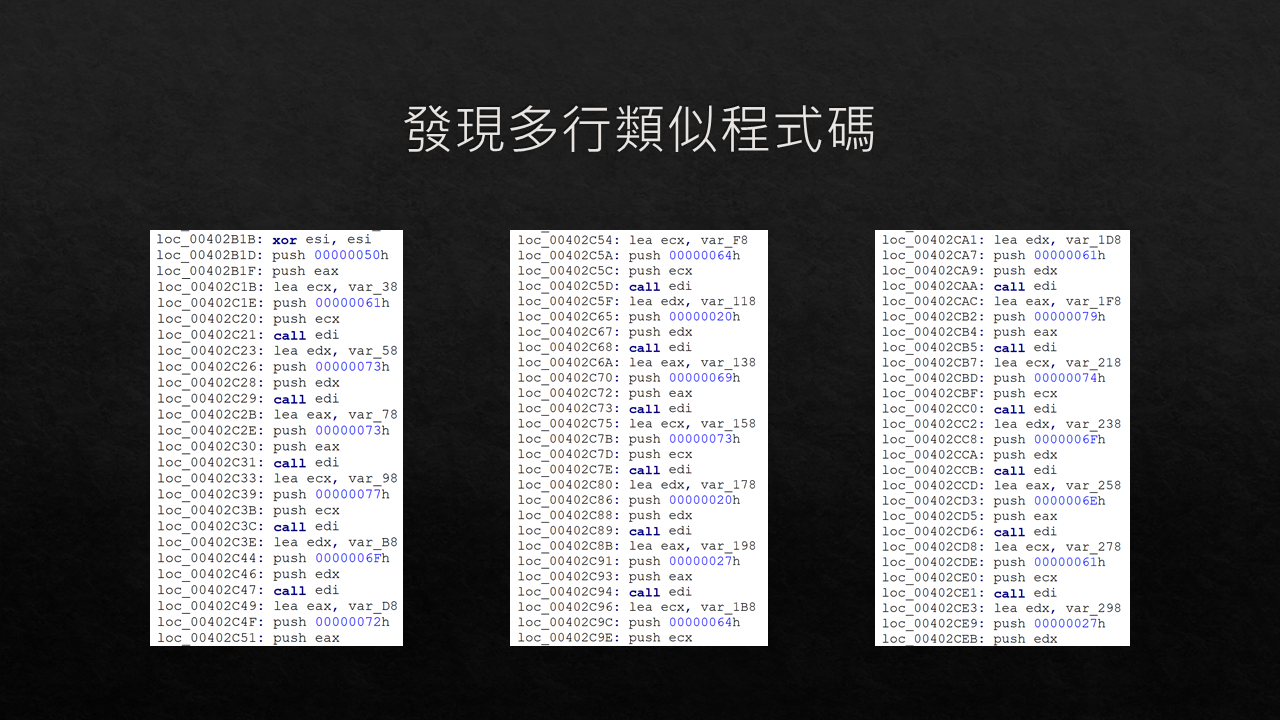 發現多行類似程式碼
loc_00402B1B: xor esi, esi
loc_00402B1D: push 00000050h
loc_00402B1F: push eax
loc_00402C1B: lea ecx, var_38
loc_00402C1E: push 00000061h
loc_00402C20: push ecx
loc_00402C21: call edi
loc_00402C23: lea edx, var_58
loc_00402C26: push 00000073h
loc_00402C28: push edx
loc_00402C29: call edi
loc_00402C2B: lea eax, var_78
loc_00402C2E: push 00000073h
loc_00402C30: push eax
loc_00402C31: call edi
loc_00402C33: lea ecx, var_98
loc_00402C39: push 00000077h
loc_00402C3B: push ecx
loc_00402C3C: call edi
loc_00402C3E: lea edx, var_B8
loc_00402C44: push 0000006Fh
loc_00402C46: push edx
loc_00402C47: call edi
loc_00402C49: lea eax, var_D8
loc_00402C4F: push 00000072h
loc_00402C51: push eax
loc_00402C54: lea ecx, var_F8
loc_00402C5A: push 00000064h
loc_00402C5C: push ecx
loc_00402C5D: call edi
loc_00402C5F: lea edx, var_118
loc_00402C65: push 00000020h
loc_00402C67: push edx
loc_00402C68: call edi
loc_00402C6A: lea eax, var_138
loc_00402C70: push 00000069h
loc_00402C72: push eax
loc_00402C73: call edi
loc_00402C75: lea ecx, var_158
loc_00402C7B: push 00000073h
loc_00402C7D: push ecx
loc_00402C7E: call edi
loc_00402C80: lea edx, var_178
loc_00402C86: push 00000020h
loc_00402C88: push edx
loc_00402C89: call edi
loc_00402C8B: lea eax, var_198
loc_00402C91: push 00000027h
loc_00402C93: push eax
loc_00402C94: call edi
loc_00402C96: lea ecx, var_1B8
loc_00402C9C: push 00000064h
loc_00402C9E: push ecx
loc_00402CA1: lea edx, var_1D8
loc_00402CA7: push 00000061h
loc_00402CA9: push edx
loc_00402CAA: call edi
loc_00402CAC: lea eax, var_1F8
loc_00402CB2: push 00000079h
loc_00402CB4: push eax
loc_00402CB5: call edi
loc_00402CB7: lea ecx, var_218
loc_00402CBD: push 00000074h
loc_00402CBF: push ecx
loc_00402CC0: call edi
loc_00402CC2: lea edx, var_238
loc_00402CC8: push 0000006Fh
loc_00402CCA: push edx
loc_00402CCB: call edi
loc_00402CCD: lea eax, var_258
loc_00402CD3: push 0000006Eh
loc_00402CD5: push eax
loc_00402CD6: call edi
loc_00402CD8: lea ecx, var_278
loc_00402CDE: push 00000061h
loc_00402CE0: push ecx
loc_00402CE1: call edi
loc_00402CE3: lea edx, var_298
loc_00402CE9: push 00000027h
loc_00402CEB: push edx